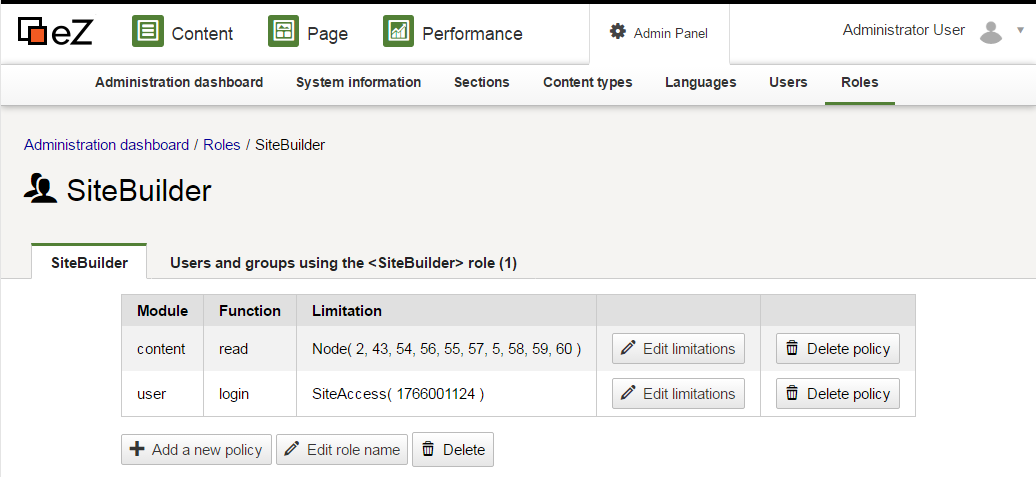 eZ Content Page Performance Admin Panel Administrator User
Administration dashboard System information Sections Content types Languages Users Roles
Administration dashboard / Roles / SiteBuilder
SiteBuilder
SiteBuilder Users and groups using the <SiteBuilder> role (1)
Module Function Limitation
content read Node( 2, 43, 54, 56, 55, 57, 5, 58, 59, 60 ) Edit limitations Delete policy
user login SiteAccess( 1766001124 ) Edit limitations Delete policy
Add a new policy Edit role name Delete